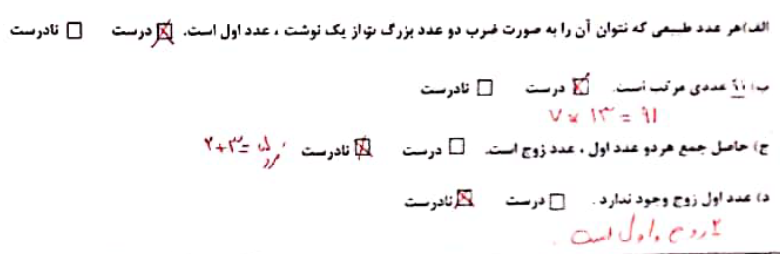 الف) هر عدد طبیعی که نتوان آن را به صورت ضرب دو عدد بزرگ تر از یک نوشت ، عدد اول است. درست نادرست
ب) ۹۱ عددی مرکب است. درست نادرست
۷ × ۱۳ = ۹۱
ج) حاصل جمع هر دو عدد اول ، عدد زوج است. درست نادرست ۲+۳=۵ فرد
د) عدد اول زوج وجود ندارد . درست نادرست
۲ زوج و اول است .